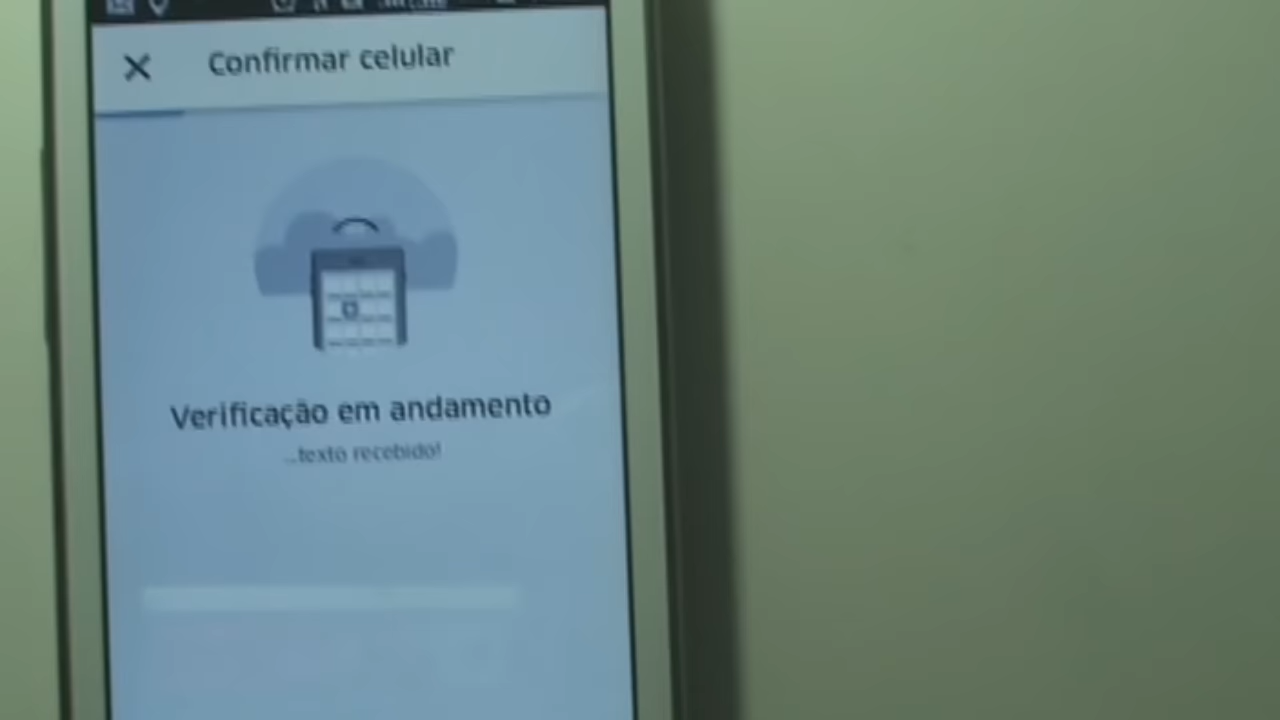 Confirmar celular
Verificação em andamento
...texto recebido!